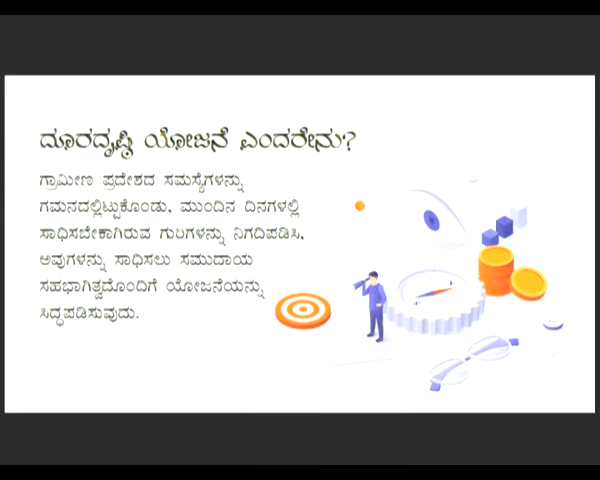 ದೂರದೃಷ್ಠಿ ಯೋಜನೆ ಎಂದರೇನು?
ಗ್ರಾಮೀಣ ಪ್ರದೇಶದ ಸಮಸ್ಯೆಗಳನ್ನು
ಗಮನದಲ್ಲಿಟ್ಟುಕೊಂಡು, ಮುಂದಿನ ದಿನಗಳಲ್ಲಿ
ಸಾಧಿಸಬೇಕಾಗಿರುವ ಗುರಿಗಳನ್ನು ನಿಗದಿಪಡಿಸಿ,
ಅವುಗಳನ್ನು ಸಾಧಿಸಲು ಸಮುದಾಯ
ಸಹಭಾಗಿತ್ವದೊಂದಿಗೆ ಯೋಜನೆಯನ್ನು
ಸಿದ್ಧಪಡಿಸುವುದು.